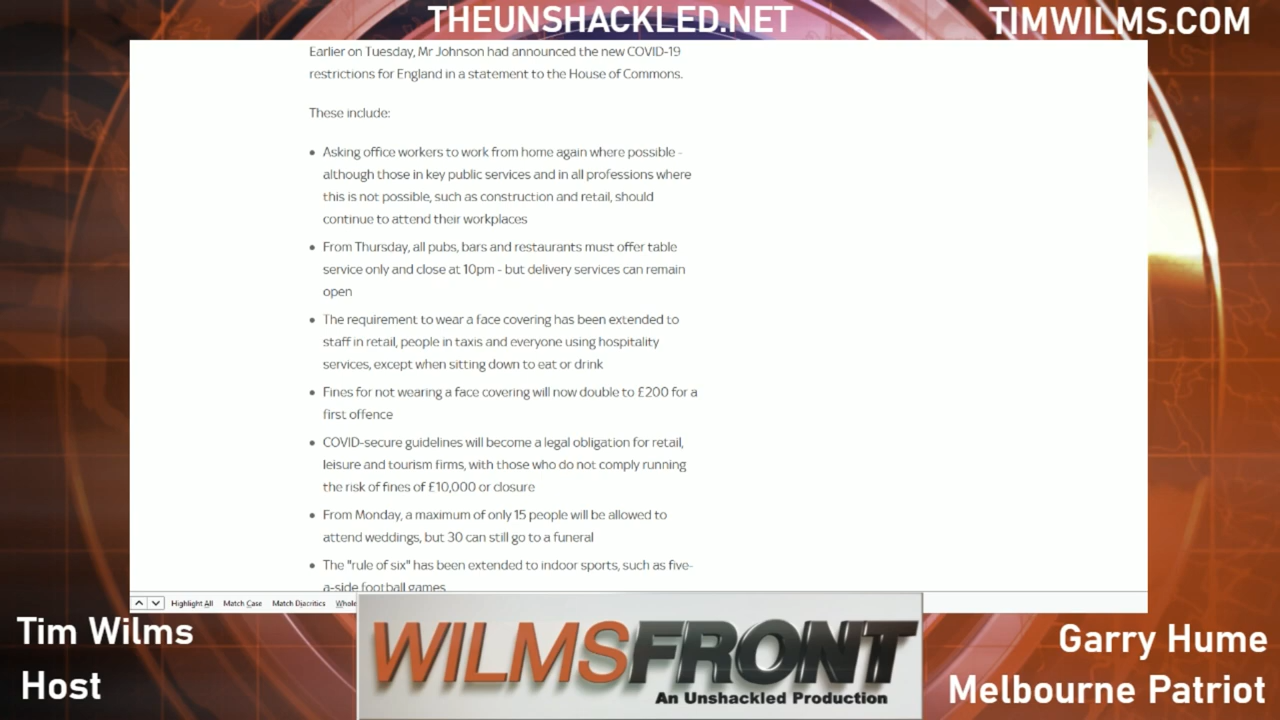 THEUNSHACKLED.NET
TIMWILMS.COM
Earlier on Tuesday, Mr Johnson had announced the new COVID-19
restrictions for England in a statement to the House of Commons.
These include:
• Asking office workers to work from home again where possible -
although those in key public services and in all professions where
this is not possible, such as construction and retail, should
continue to attend their workplaces
• From Thursday, all pubs, bars and restaurants must offer table
service only and close at 10pm - but delivery services can remain
open
• The requirement to wear a face covering has been extended to
staff in retail, people in taxis and everyone using hospitality
services, except when sitting down to eat or drink
• Fines for not wearing a face covering will now double to £200 for a
first offence
• COVID-secure guidelines will become a legal obligation for retail,
leisure and tourism firms, with those who do not comply running
the risk of fines of £10,000 or closure
• From Monday, a maximum of only 15 people will be allowed to
attend weddings, but 30 can still go to a funeral
• The "rule of six" has been extended to indoor sports, such as five-
a-side football games
Highlight All Match Case Match Diacritics Whole
Tim Wilms
Host
WILMSFRONT
An Unshackled Production
Garry Hume
Melbourne Patriot